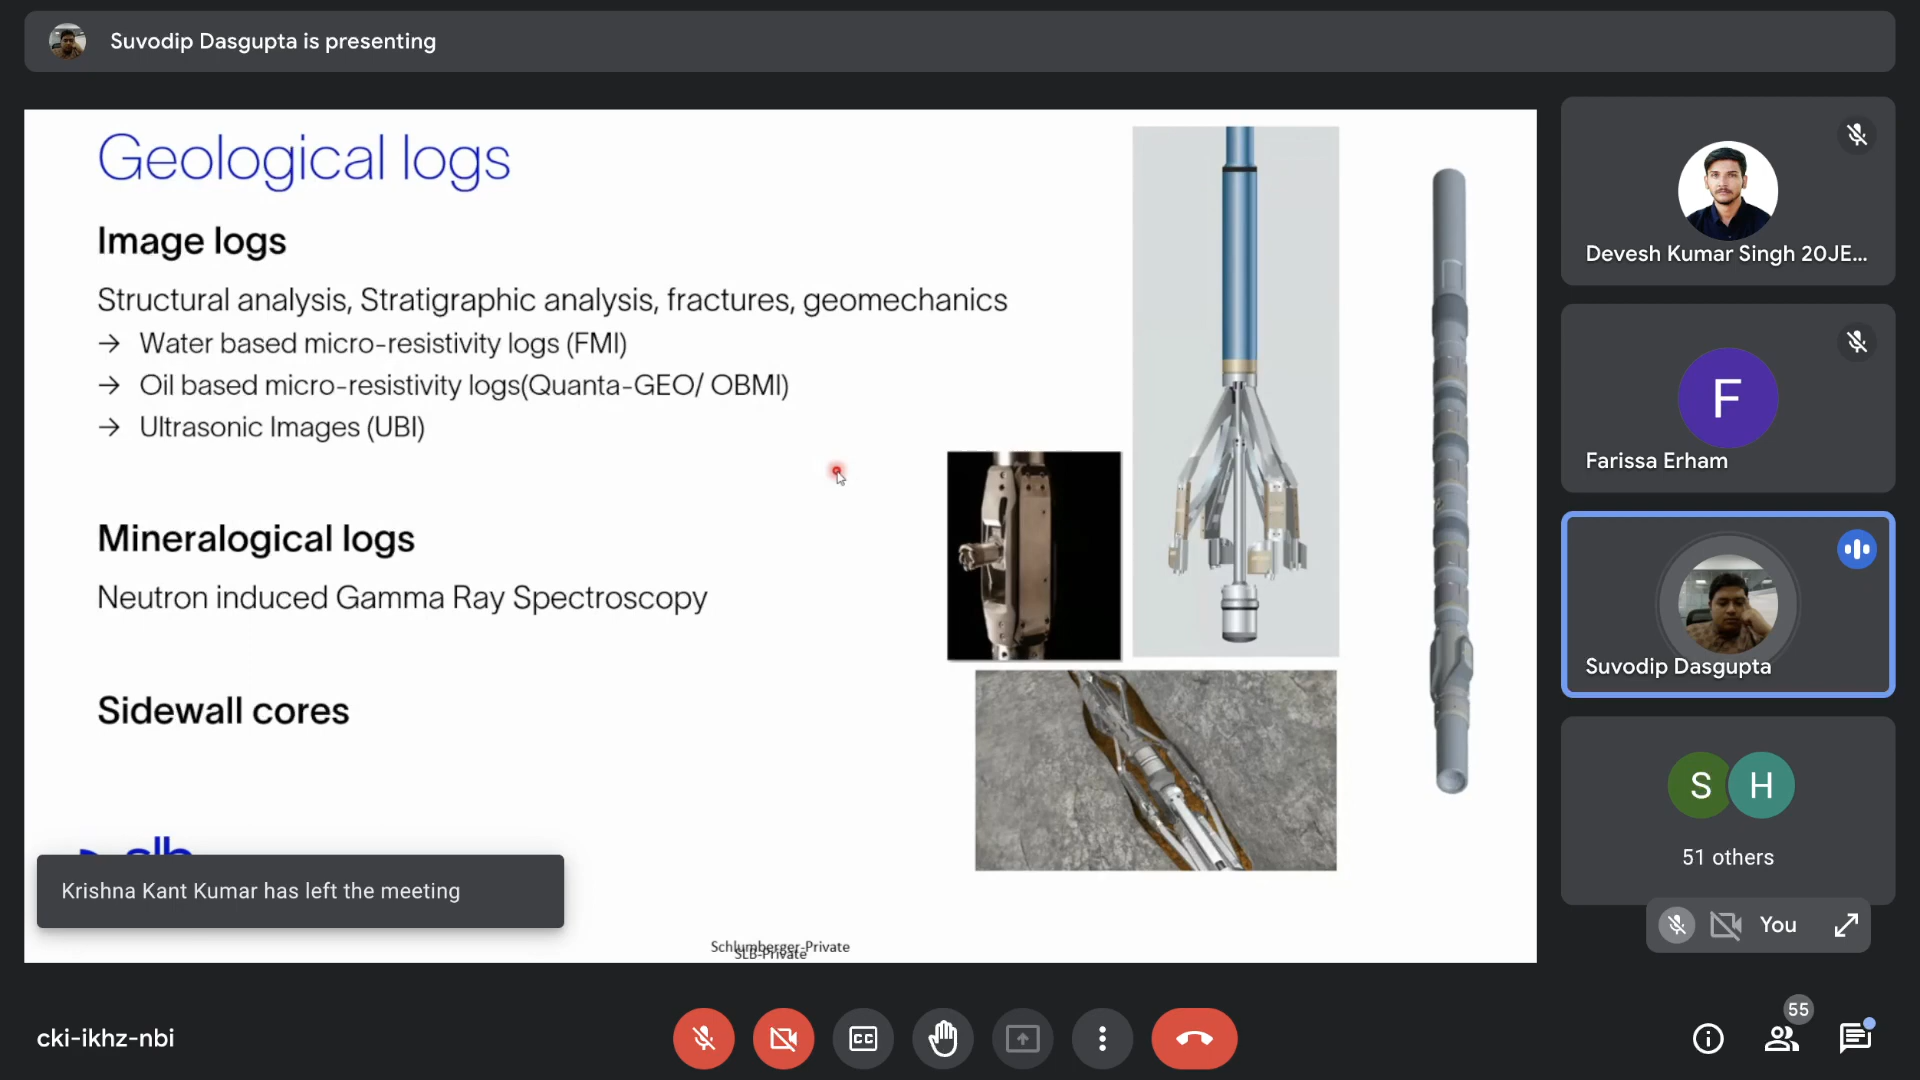 Suvodip Dasgupta is presenting
Geological logs
Image logs
Structural analysis, Stratigraphic analysis, fractures, geomechanics
→ Water based micro-resistivity logs (FMI)
→ Oil based micro-resistivity logs(Quanta-GEO/ OBMI)
→ Ultrasonic Images (UBI)
Mineralogical logs
Neutron induced Gamma Ray Spectroscopy
Sidewall cores
slb
Krishna Kant Kumar has left the meeting
Schlumberger-Private
SLB-Private
Devesh Kumar Singh 20JE...
F
Farissa Erham
Suvodip Dasgupta
S H
51 others
You
cki-ikhz-nbi
CC
55